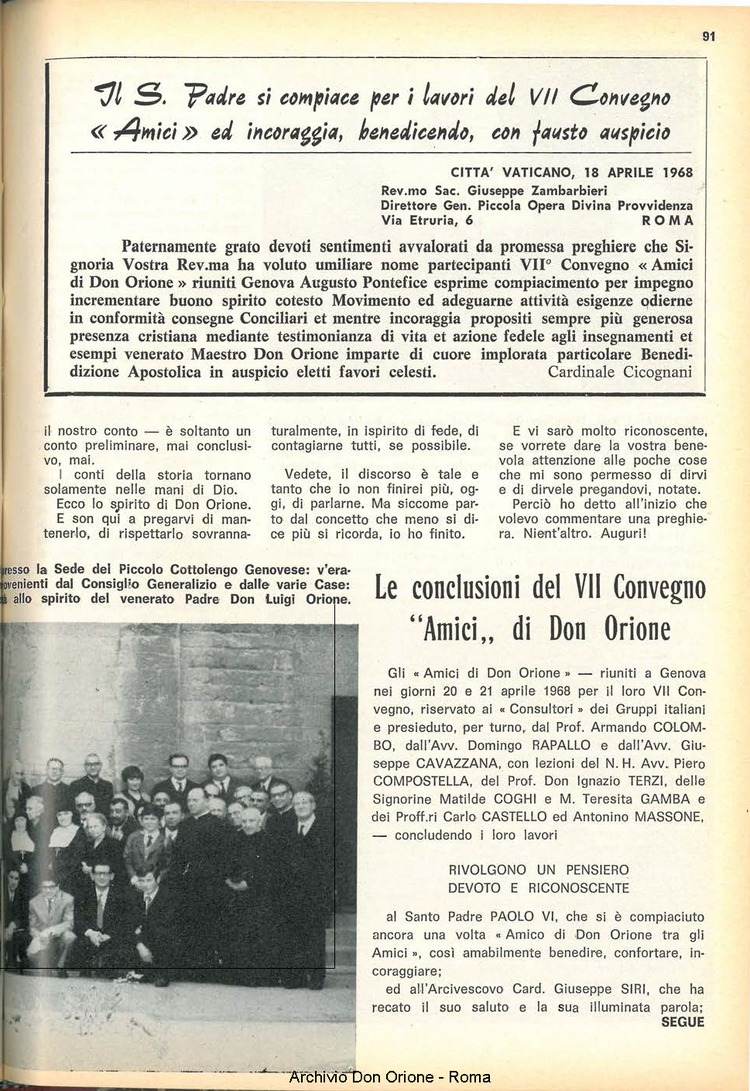 91
Il S. Padre si compiace per i lavori del VII Convegno
« Amici » ed incoraggia, benedicendo, con fausto auspicio
CITTA' VATICANO, 18 APRILE 1968
Rev.mo Sac. Giuseppe Zambarbieri
Direttore Gen. Piccola Opera Divina Provvidenza
Via Etruria, 6 ROMA
Paternamente grato devoti sentimenti avvalorati da promessa preghiere che Si-
gnoria Vostra Rev.ma ha voluto umiliare nome partecipanti VII° Convegno « Amici
di Don Orione » riuniti Genova Augusto Pontefice esprime compiacimento per impegno
incrementare buono spirito cotesto Movimento ed adeguarne attività esigenze odierne
in conformità consegne Conciliari et mentre incoraggia propositi sempre più generosa
presenza cristiana mediante testimonianza di vita et azione fedele agli insegnamenti et
esempi venerato Maestro Don Orione imparte di cuore implorata particolare Benedi-
dizione Apostolica in auspicio eletti favori celesti. Cardinale Cicognani
il nostro conto — è soltanto un
conto preliminare, mai conclusi-
vo, mai.
I conti della storia tornano
solamente nelle mani di Dio.
Ecco lo spirito di Don Orione.
E son qui a pregarvi di man-
tenerlo, di rispettarlo sovranna-
turalmente, in ispirito di fede, di
contagiarne tutti, se possibile.
Vedete, il discorso è tale e
tanto che io non finirei più, og-
gi, di parlarne. Ma siccome par-
to dal concetto che meno si di-
ce più si ricorda, io ho finito.
E vi sarò molto riconoscente,
se vorrete dare la vostra bene-
vola attenzione alle poche cose
che mi sono permesso di dirvi
e di dirvele pregandovi, notate.
Perciò ho detto all'inizio che
volevo commentare una preghie-
ra. Nient'altro. Auguri!
resso la Sede del Piccolo Cottolengo Genovese: v'era-
ovenienti dal Consiglio Generalizio e dalle varie Case:
allo spirito del venerato Padre Don Luigi Orione.
Le conclusioni del VII Convegno
"Amici„ di Don Orione
Gli « Amici di Don Orione » — riuniti a Genova
nei giorni 20 e 21 aprile 1968 per il loro VII Con-
vegno, riservato ai « Consultori » dei Gruppi italiani
e presieduto, per turno, dal Prof. Armando COLOM-
BO, dall'Avv. Domingo RAPALLO e dall'Avv. Giu-
seppe CAVAZZANA, con lezioni del N. H. Avv. Piero
COMPOSTELLA, del Prof. Don Ignazio TERZI, delle
Signorine Matilde COGHI e M. Teresita GAMBA e
dei Proff.ri Carlo CASTELLO ed Antonino MASSONE,
— concludendo i loro lavori
RIVOLGONO UN PENSIERO
DEVOTO E RICONOSCENTE
al Santo Padre PAOLO VI, che si è compiaciuto
ancora una volta « Amico di Don Orione tra gli
Amici », così amabilmente benedire, confortare, in-
coraggiare;
ed all'Arcivescovo Card. Giuseppe SIRI, che ha
recato il suo saluto e la sua illuminata parola;
SEGUE
Archivio Don Orione - Roma